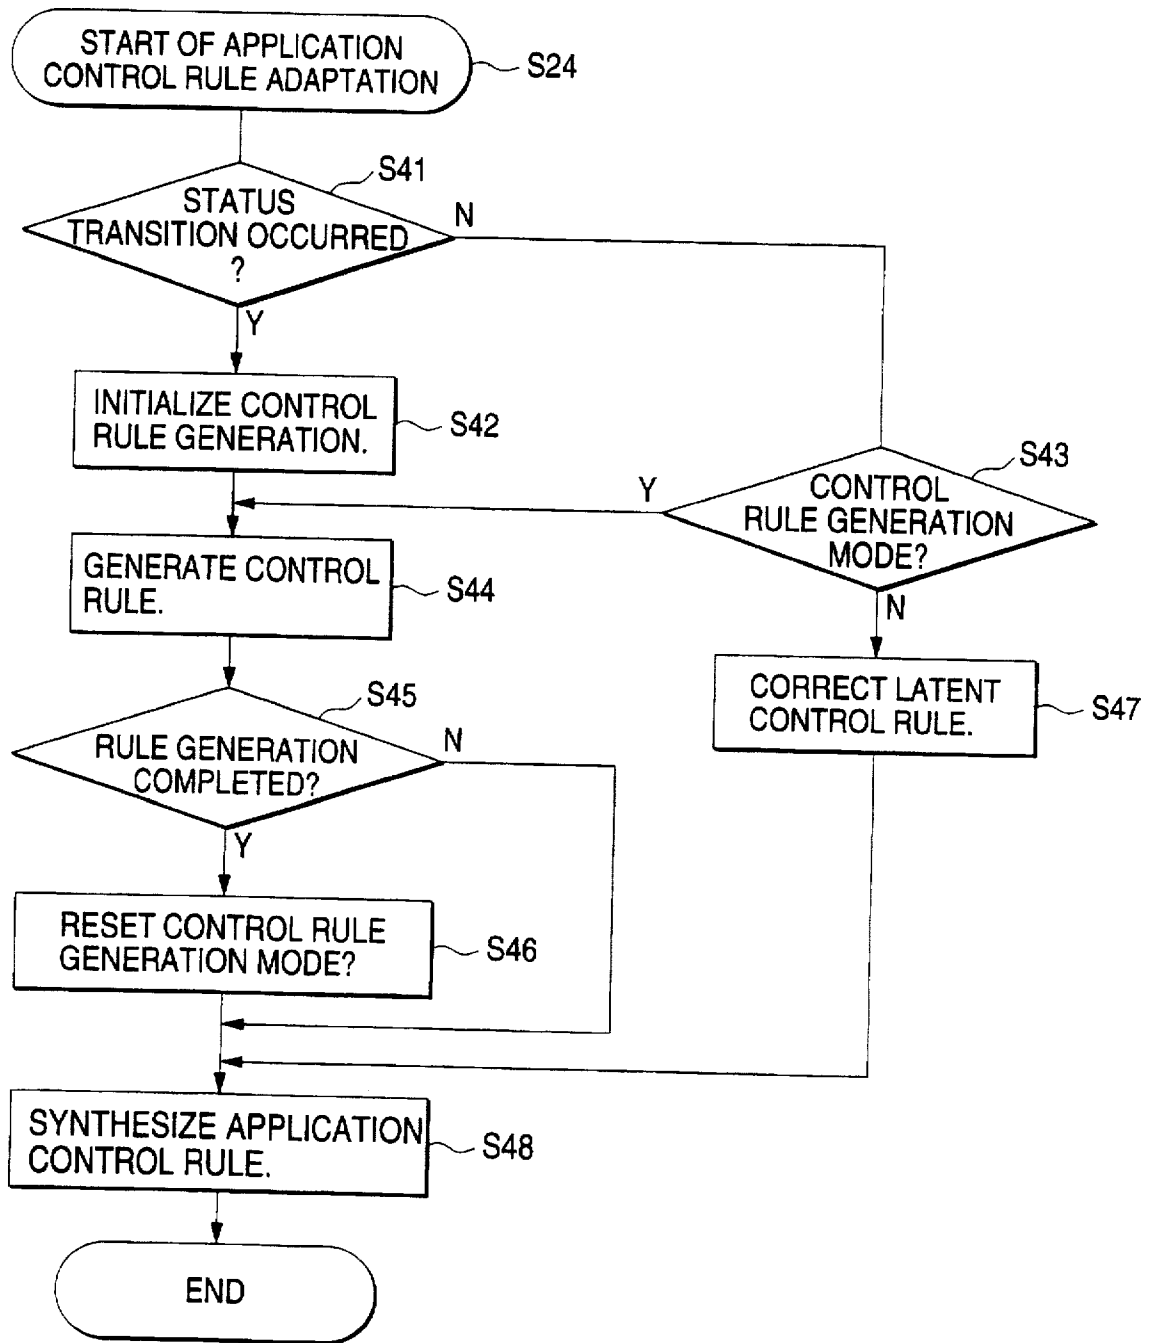 START OF APPLICATION
CONTROL RULE ADAPTATION
S24
S41
STATUS
TRANSITION OCCURRED
?
N
Y
INITIALIZE CONTROL
RULE GENERATION.
S42
S43
CONTROL
RULE GENERATION
MODE?
Y
N
GENERATE CONTROL
RULE.
S44
CORRECT LATENT
CONTROL RULE.
S47
S45
RULE GENERATION
COMPLETED?
N
Y
RESET CONTROL RULE
GENERATION MODE?
S46
SYNTHESIZE APPLICATION
CONTROL RULE.
S48
END